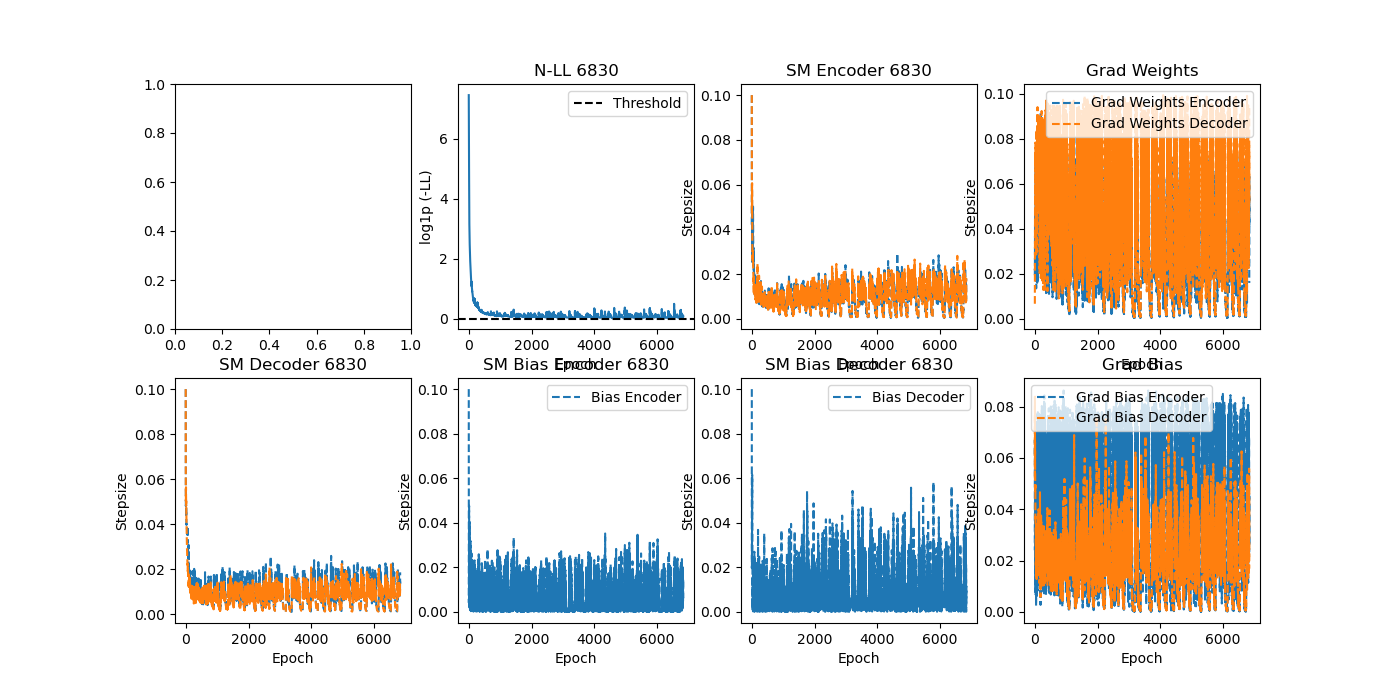 N-LL 6830
SM Encoder 6830
Grad Weights
1.0
0.8
0.6
0.4
0.2
0.0
0.0 0.2 0.4 0.6 0.8 1.0
log1p (-LL)
6
4
2
0
Threshold
0 2000 4000 6000
Epoch
Stepsize
0.10
0.08
0.06
0.04
0.02
0.00
0 2000 4000 6000
Epoch
Stepsize
0.10
0.08
0.06
0.04
0.02
0.00
Grad Weights Encoder
Grad Weights Decoder
0 2000 4000 6000
Epoch
SM Decoder 6830
SM Bias Encoder 6830
SM Bias Decoder 6830
Grad Bias
Stepsize
0.10
0.08
0.06
0.04
0.02
0.00
0 2000 4000 6000
Epoch
Stepsize
0.10
0.08
0.06
0.04
0.02
0.00
Bias Encoder
0 2000 4000 6000
Epoch
Stepsize
0.10
0.08
0.06
0.04
0.02
0.00
Bias Decoder
0 2000 4000 6000
Epoch
Stepsize
0.08
0.06
0.04
0.02
0.00
Grad Bias Encoder
Grad Bias Decoder
0 2000 4000 6000
Epoch